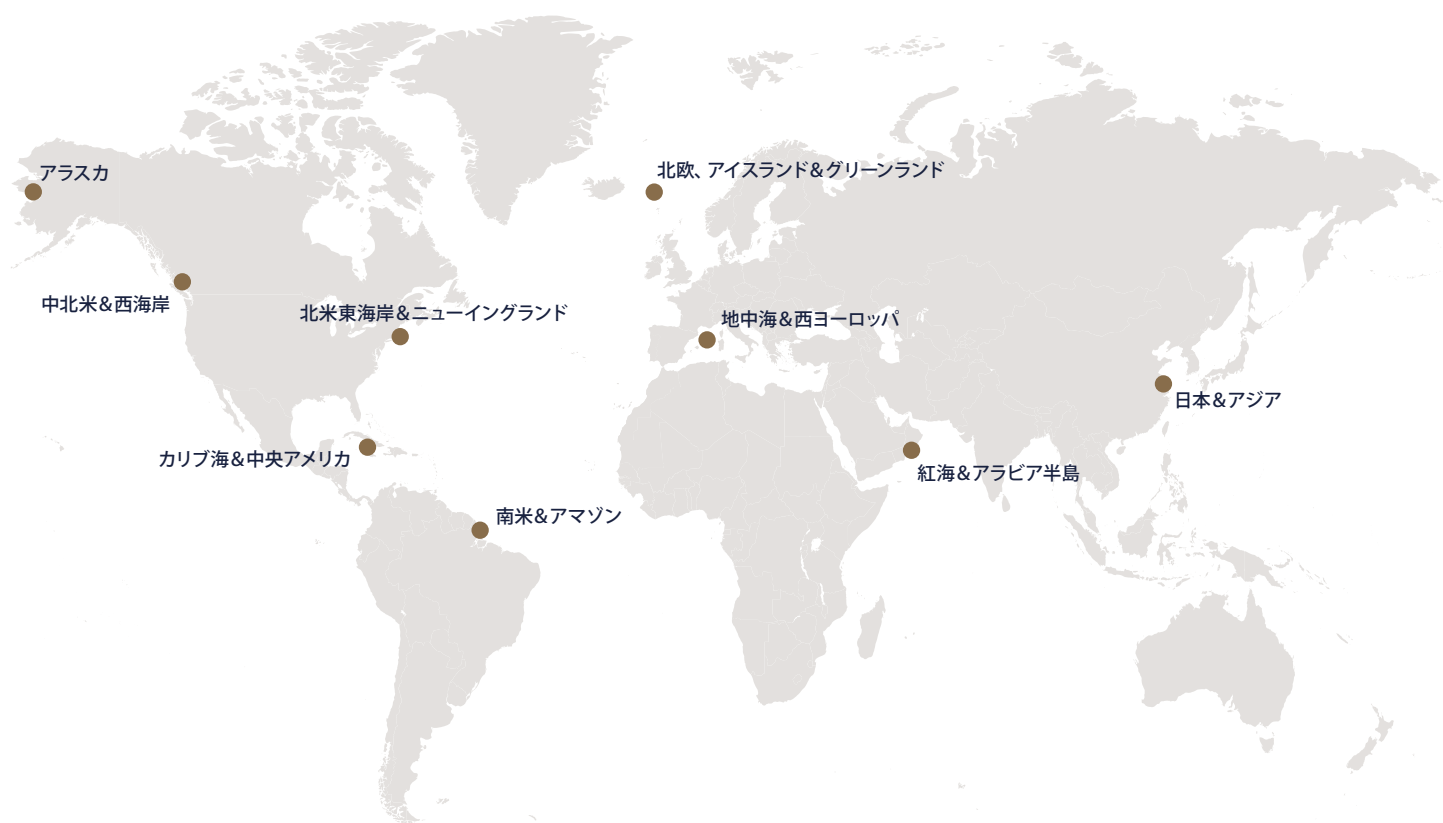 北欧、アイスランド&グリーンランド
アラスカ
中北米&西海岸
北米東海岸&ニューイングランド
地中海&西ヨーロッパ
日本&アジア
カリブ海&中央アメリカ
紅海&アラビア半島
南米&アマゾン